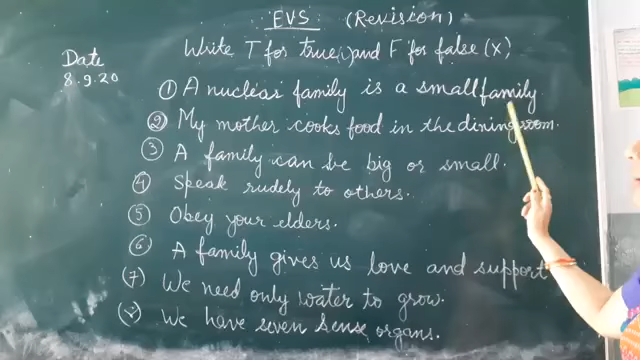 EVS (Revision)
Date
8.9.20
Write T for true(✓) and F for false (x)
① A nuclear family is a small family.
② My mother cooks food in the dining room.
③ A family can be big or small.
④ Speak rudely to others.
⑤ Obey your elders.
⑥ A family gives us love and support
(7) We need only water to grow.
(8) We have seven sense organs.